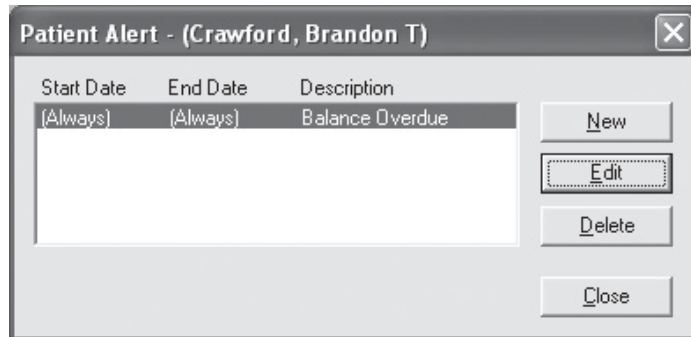 Patient Alert - (Crawford, Brandon T)
Start Date End Date Description
(Always) (Always) Balance Overdue
New
Edit
Delete
Close